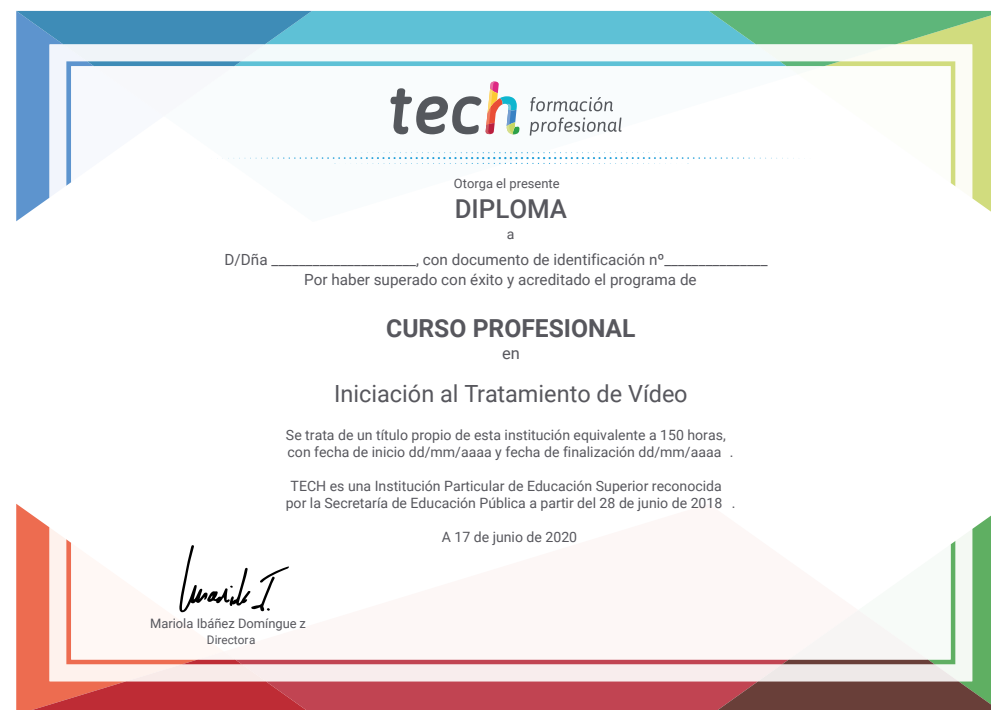 tech formación
profesional
Otorga el presente
DIPLOMA
a
D/Dña _____________________, con documento de identificación nº_______________
Por haber superado con éxito y acreditado el programa de
CURSO PROFESIONAL
en
Iniciación al Tratamiento de Vídeo
Se trata de un título propio de esta institución equivalente a 150 horas,
con fecha de inicio dd/mm/aaaa y fecha de finalización dd/mm/aaaa .
TECH es una Institución Particular de Educación Superior reconocida
por la Secretaría de Educación Pública a partir del 28 de junio de 2018 .
A 17 de junio de 2020
Mariola Ibáñez Domíngue z
Directora